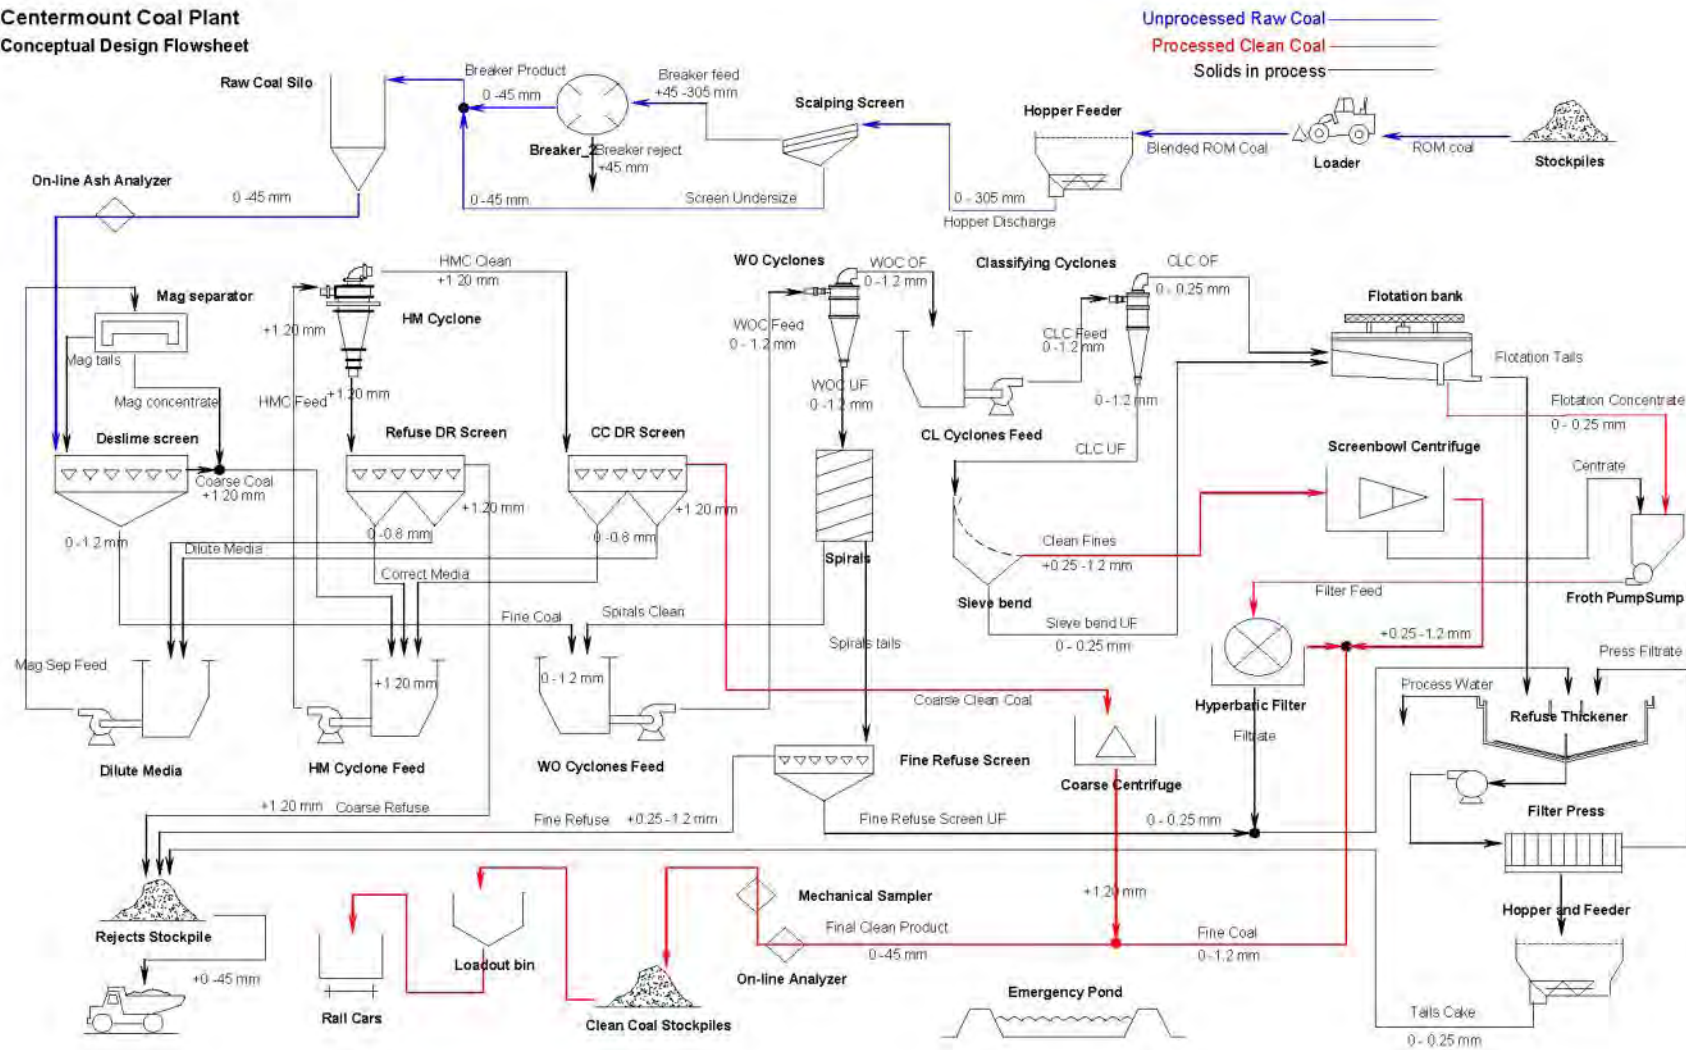 Centermount Coal Plant
Conceptual Design Flowsheet
Unprocessed Raw Coal
Processed Clean Coal
Solids in process
Raw Coal Silo
Breaker Product
0 -45 mm
Breaker feed
+45 -305 mm
Scalping Screen
Hopper Feeder
Breaker_2
Breaker reject
+45 mm
Blended ROM Coal
Loader
ROM coal
Stockpiles
On-line Ash Analyzer
0 -45 mm
0 -45 mm
Screen Undersize
0 - 305 mm
Hopper Discharge
HMC Clean
+1 20 mm
WO Cyclones
WOC OF
0 -1.2 mm
Classifying Cyclones
CLC OF
0 - 0.25 mm
Mag separator
HM Cyclone
+1.20 mm
Flotation bank
WOC Feed
0 - 1.2 mm
CLC Feed
0 -1.2 mm
Mag tails
Flotation Tails
Mag concentrate
HMC Feed
+1.20 mm
WOC UF
0 -1.2 mm
0 -1.2 mm
Flotation Concentrate
0 - 0.25 mm
Deslime screen
Refuse DR Screen
CC DR Screen
CL Cyclones Feed
CLC UF
Screenbowl Centrifuge
Centrate
Coarse Coal
+1 20 mm
+1.20 mm
+1 20 mm
0 -1.2 mm
0 -0.8 mm
0 -0.8 mm
Dilute Media
Clean Fines
+0.25 -1.2 mm
Spirals
Correct Media
Sieve bend
Filter Feed
Froth PumpSump
Fine Coal
Spirals Clean
Sieve bend UF
0 - 0.25 mm
+0.25 -1.2 mm
Spirals tails
Press Filtrate
Mag Sep Feed
+1.20 mm
0 -1.2 mm
Process Water
Coarse Clean Coal
Hyperbaric Filter
Refuse Thickener
Filtrate
Dilute Media
HM Cyclone Feed
WO Cyclones Feed
Fine Refuse Screen
Coarse Centrifuge
+1.20 mm
Coarse Refuse
Fine Refuse
+0.25 -1.2 mm
Fine Refuse Screen UF
0 - 0.25 mm
Filter Press
Mechanical Sampler
+1.20 mm
Hopper and Feeder
Rejects Stockpile
Final Clean Product
0 -45 mm
Fine Coal
0 -1.2 mm
Loadout bin
+0 -45 mm
On-line Analyzer
Emergency Pond
Rail Cars
Clean Coal Stockpiles
Tails Cake
0 - 0.25 mm